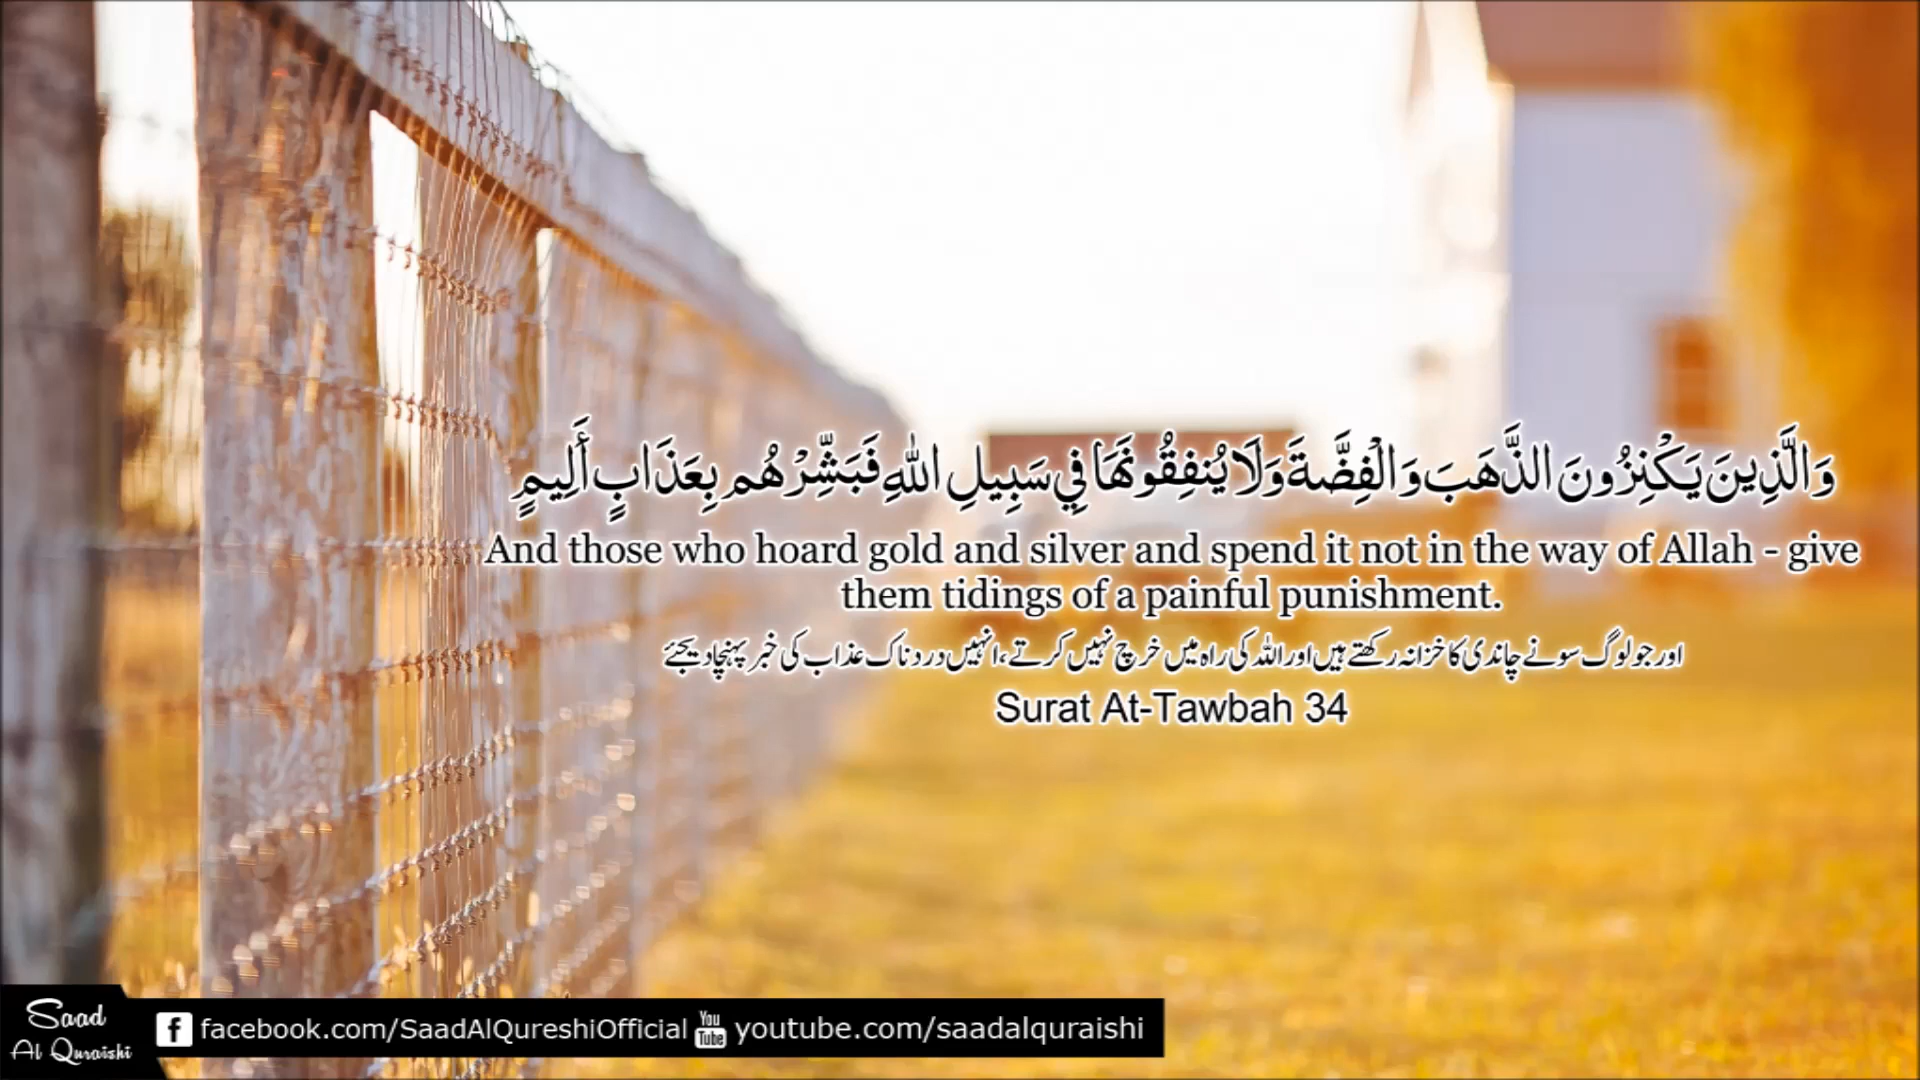 وَالَّذِينَ يَكْنِزُونَ الذَّهَبَ وَالْفِضَّةَ وَلَا يُنفِقُونَهَا فِي سَبِيلِ اللَّهِ فَبَشِّرْهُم بِعَذَابٍ أَلِيمٍ
And those who hoard gold and silver and spend it not in the way of Allah - give
them tidings of a painful punishment.
اور جو لوگ سونے چاندی کا خزانہ رکھتے ہیں اور اللہ کی راہ میں خرچ نہیں کرتے، انہیں دردناک عذاب کی خبر پہنچا دیجئے
Surat At-Tawbah 34
Saad
Al Quraishi
f facebook.com/SaadAlQureshiOfficial You Tube youtube.com/saadalquraishi